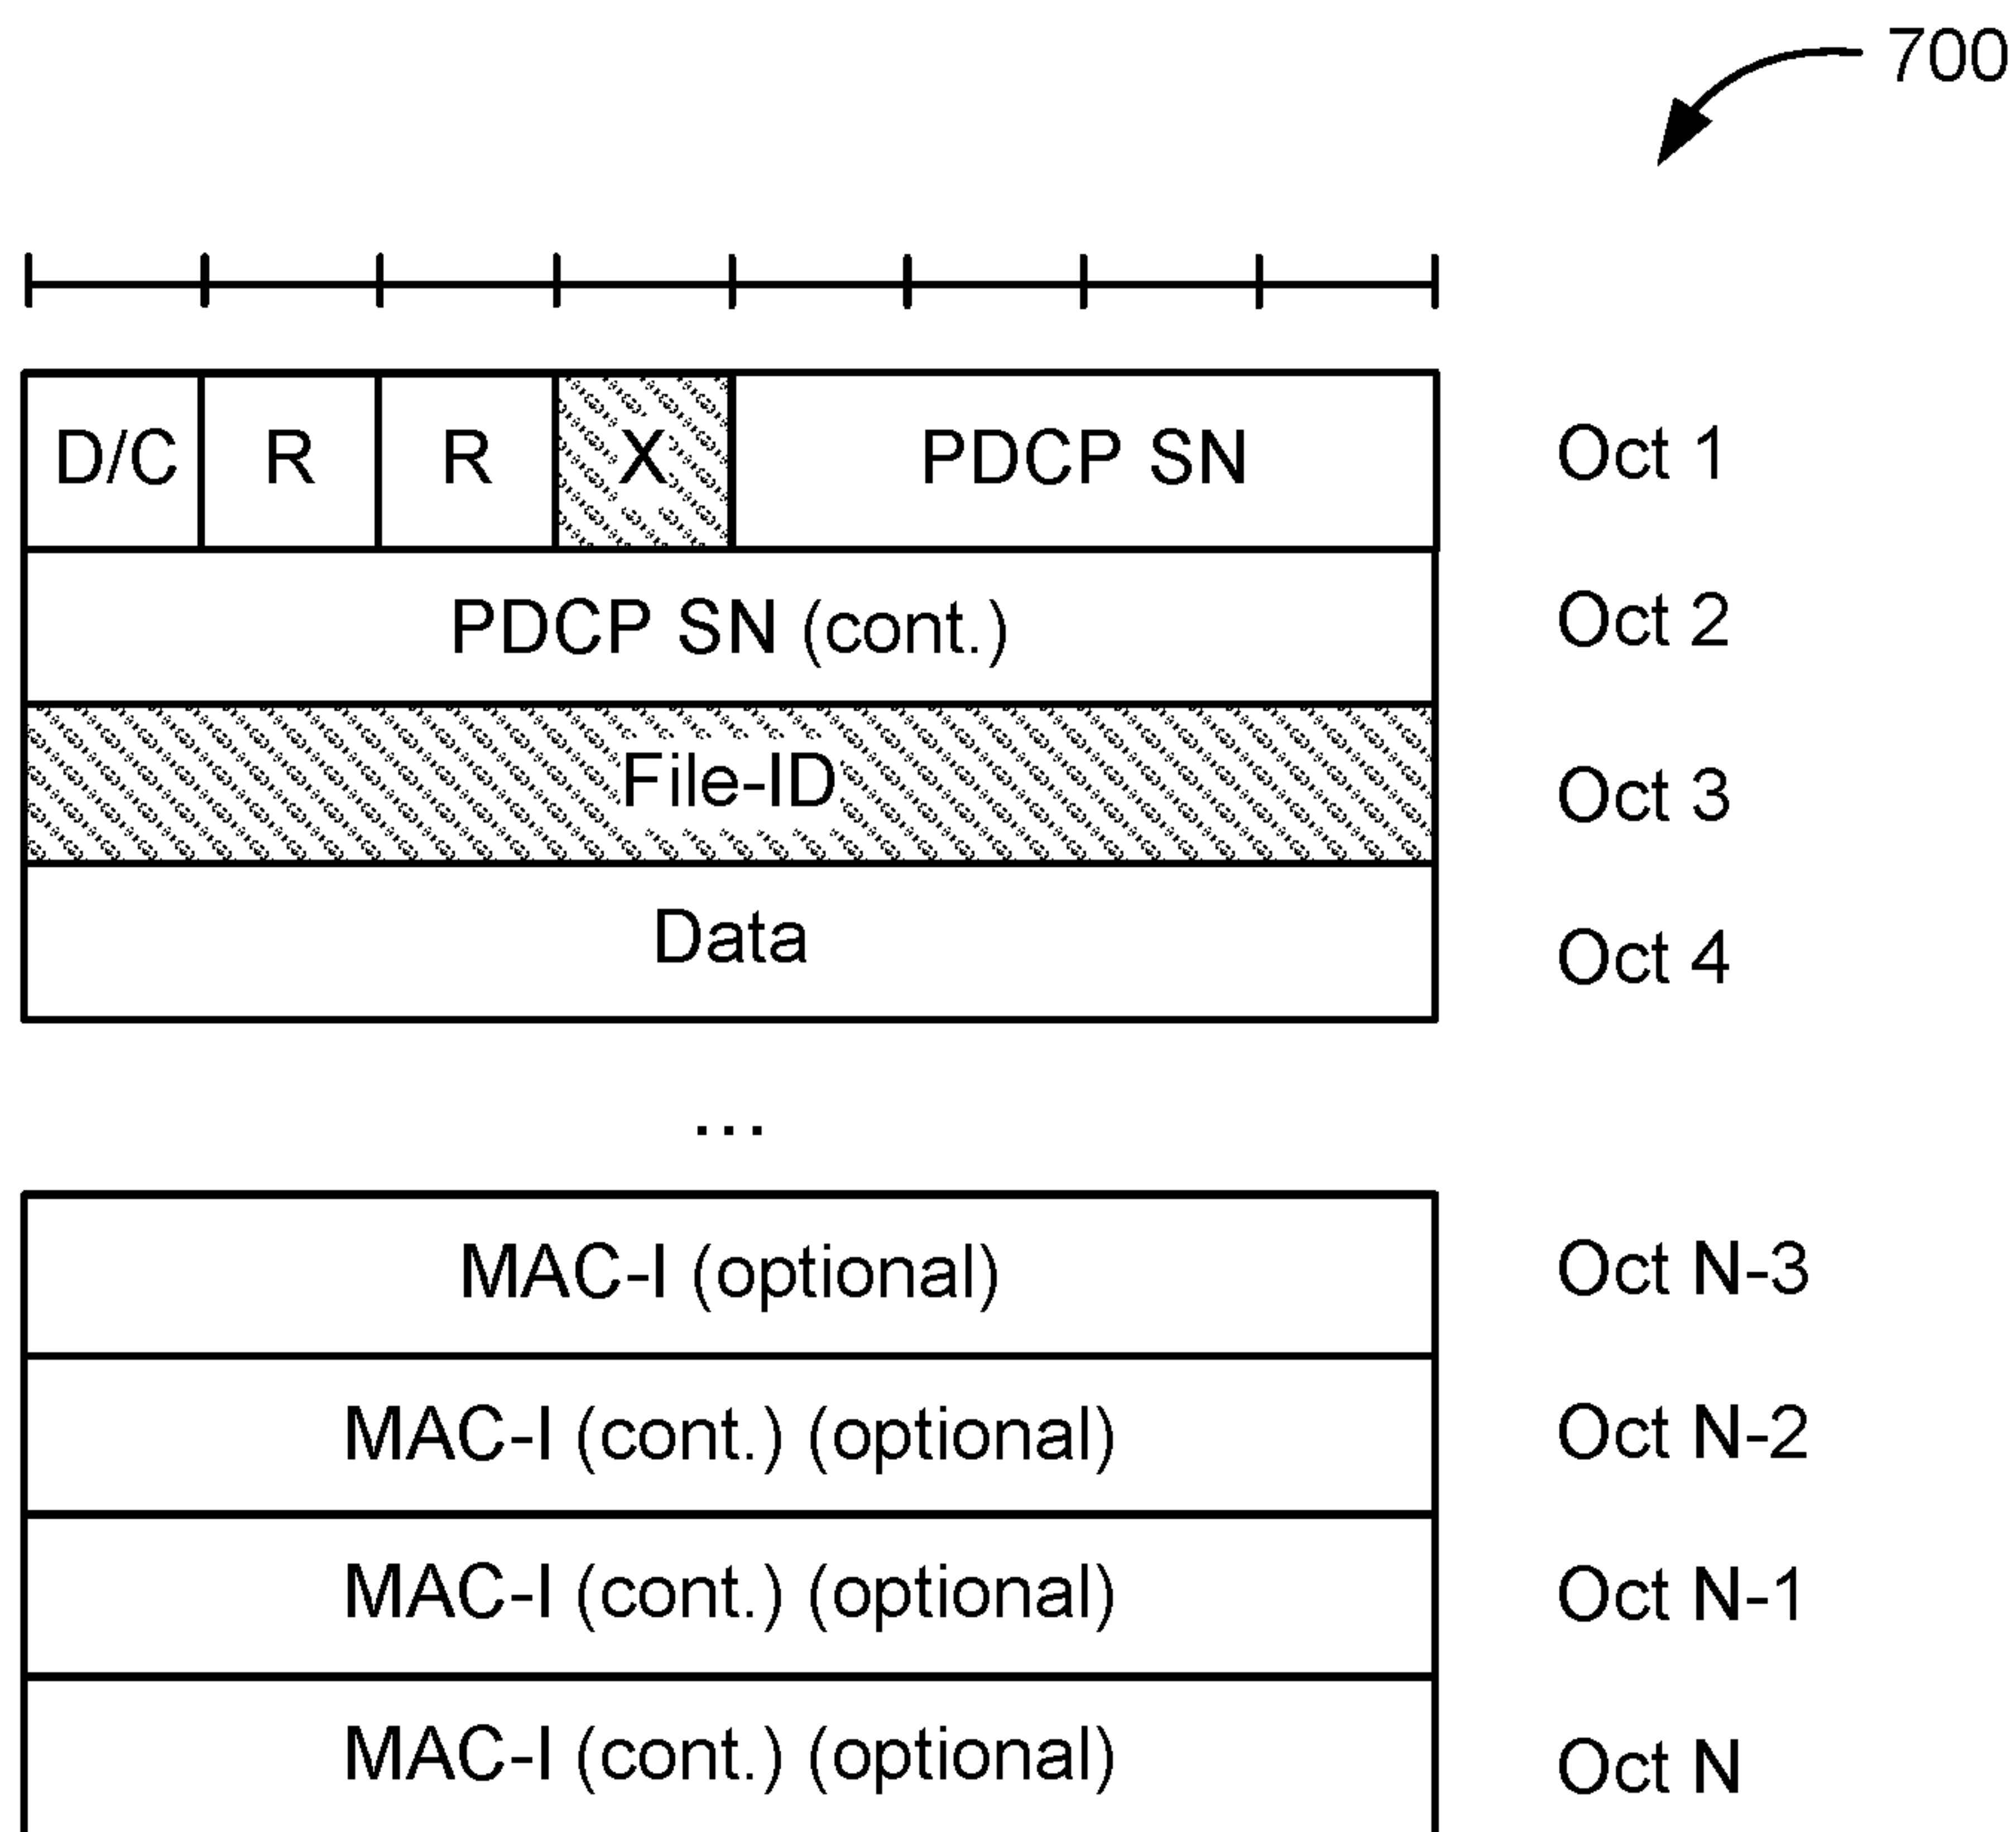 700
D/C R R X PDCP SN Oct 1
PDCP SN (cont.) Oct 2
File-ID Oct 3
Data Oct 4
...
MAC-I (optional) Oct N-3
MAC-I (cont.) (optional) Oct N-2
MAC-I (cont.) (optional) Oct N-1
MAC-I (cont.) (optional) Oct N